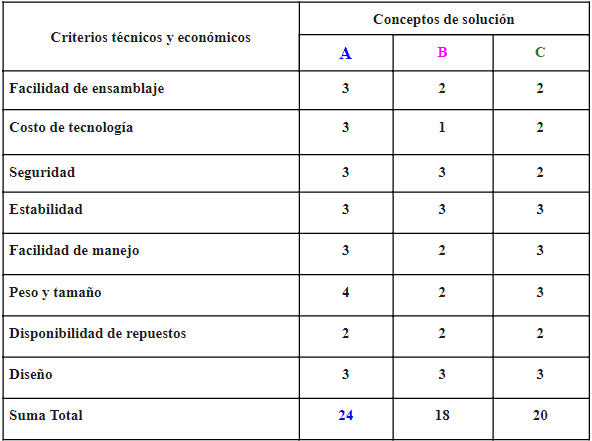 Criterios técnicos y económicos
Conceptos de solución
A B C
Facilidad de ensamblaje 3 2 2
Costo de tecnología 3 1 2
Seguridad 3 3 2
Estabilidad 3 3 3
Facilidad de manejo 3 2 3
Peso y tamaño 4 2 3
Disponibilidad de repuestos 2 2 2
Diseño 3 3 3
Suma Total 24 18 20